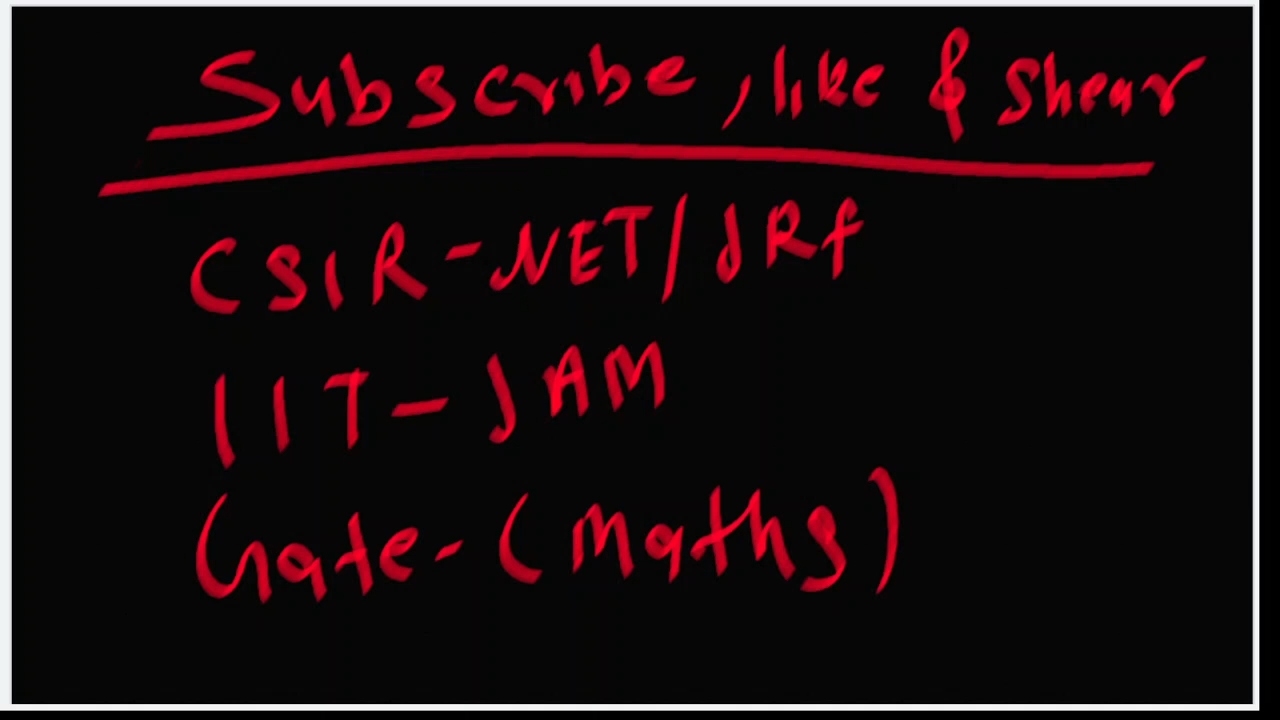 Subscribe, like & shear
CSIR-NET/JRf
IIT-JAM
Gate-(Maths)